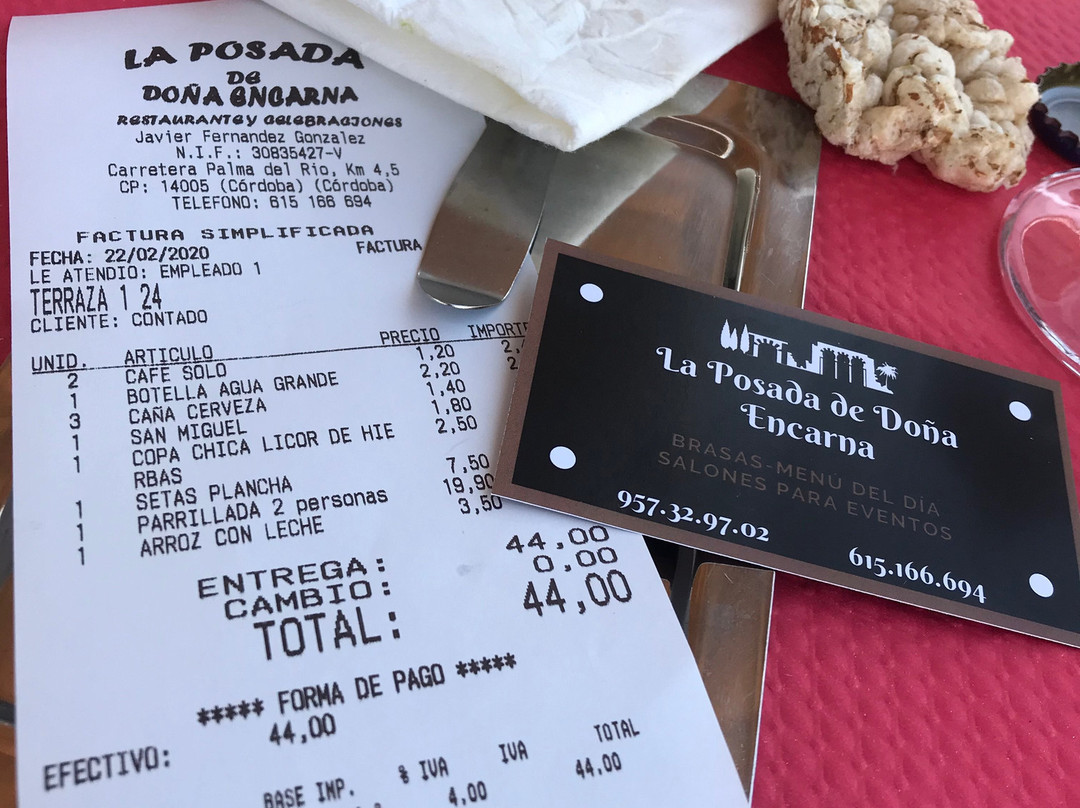 LA POSADA
DE
DOÑA ENCARNA
RESTAURANTE Y CELEBRACIONES
Javier Fernandez Gonzalez
N.I.F.: 30835427-V
Carretera Palma del Rio, Km 4,5
CP: 14005 (Córdoba) (Córdoba)
TELEFONO: 615 166 694
FACTURA SIMPLIFICADA
FECHA: 22/02/2020 FACTURA
LE ATENDIO: EMPLEADO 1
TERRAZA 1 24
CLIENTE: CONTADO
UNID. ARTICULO PRECIO
2 CAFE SOLO 1,20
1 BOTELLA AGUA GRANDE 2,20
3 CAÑA CERVEZA 1,40
1 SAN MIGUEL 1,80
1 COPA CHICA LICOR DE HIE 2,50
RBAS
1 SETAS PLANCHA 7,50
1 PARRILLADA 2 personas 19,90
1 ARROZ CON LECHE 3,50
ENTREGA: 44,00
CAMBIO: 0,00
TOTAL: 44,00
***** FORMA DE PAGO *****
EFECTIVO: 44,00
BASE IMP. % IVA IVA TOTAL
4,00 44,00
La Posada de Doña
Encarna
BRASAS-MENÚ DEL DÍA
SALONES PARA EVENTOS
957.32.97.02
615.166.694